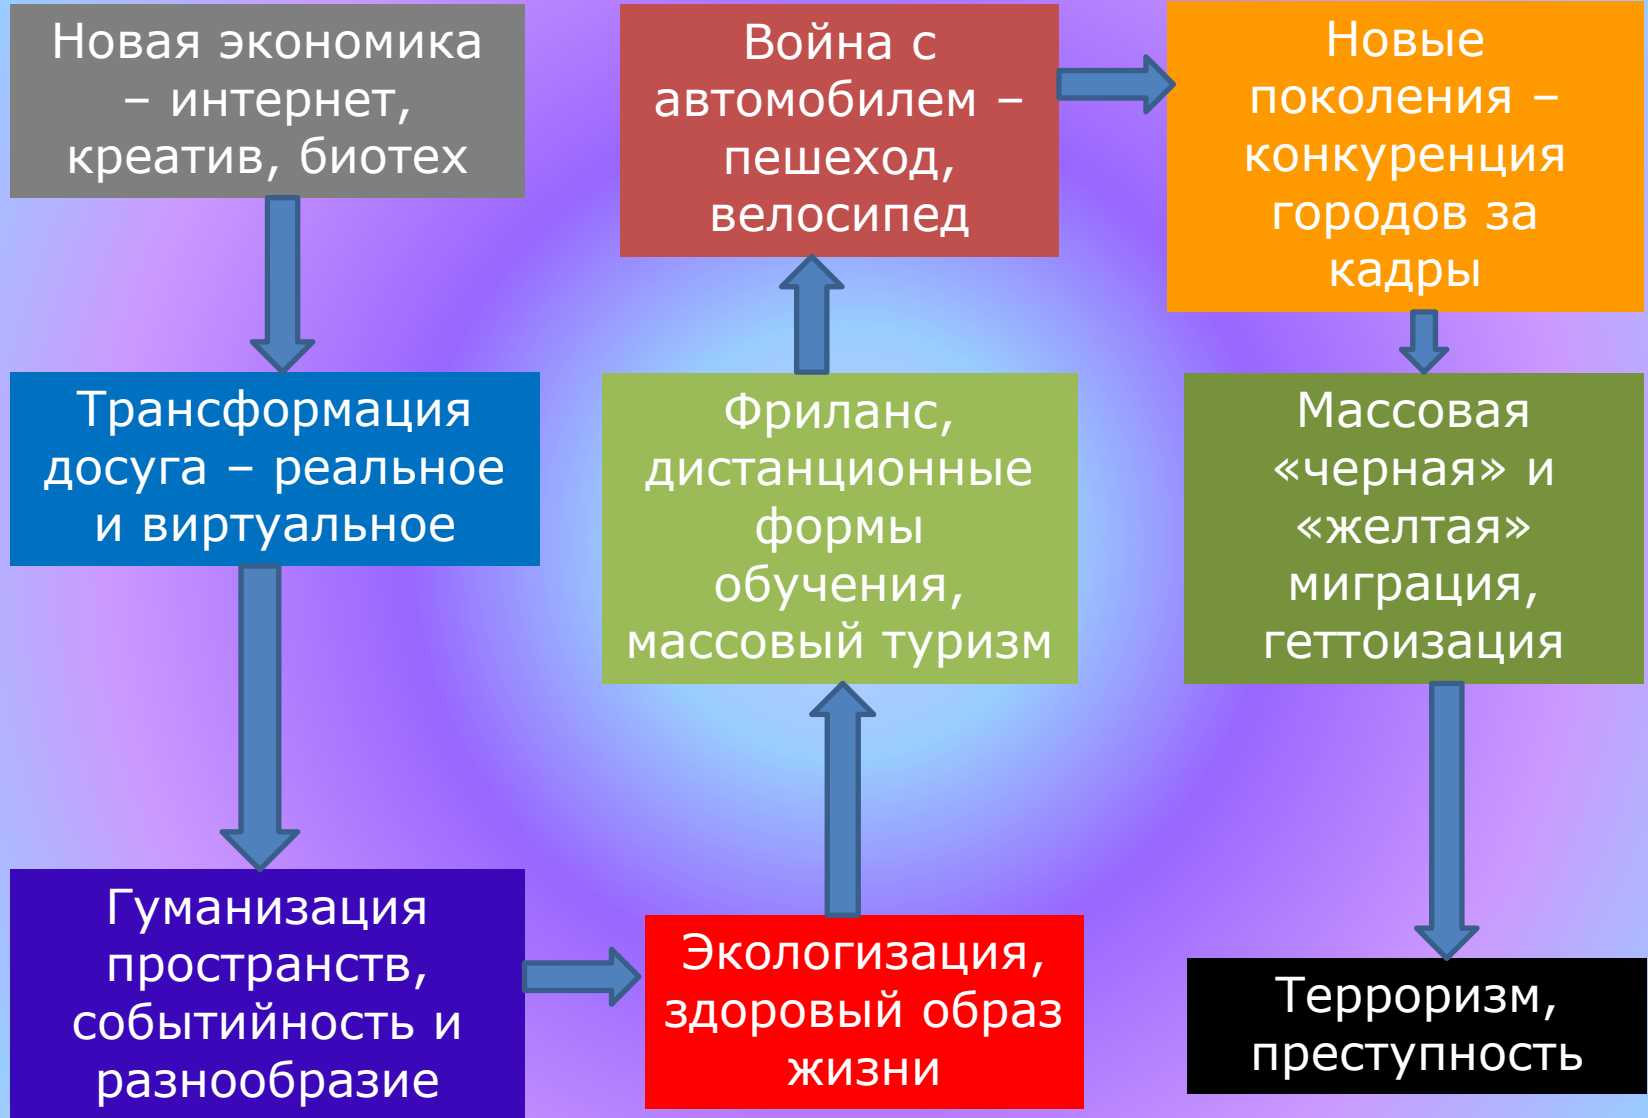 Новая экономика
– интернет,
креатив, биотех
Трансформация
досуга – реальное
и виртуальное
Гуманизация
пространств,
событийность и
разнообразие
Экологизация,
здоровый образ
жизни
Фриланс,
дистанционные
формы
обучения,
массовый туризм
Война с
автомобилем –
пешеход,
велосипед
Новые
поколения –
конкуренция
городов за
кадры
Массовая
«черная» и
«желтая»
миграция,
геттоизация
Терроризм,
преступность